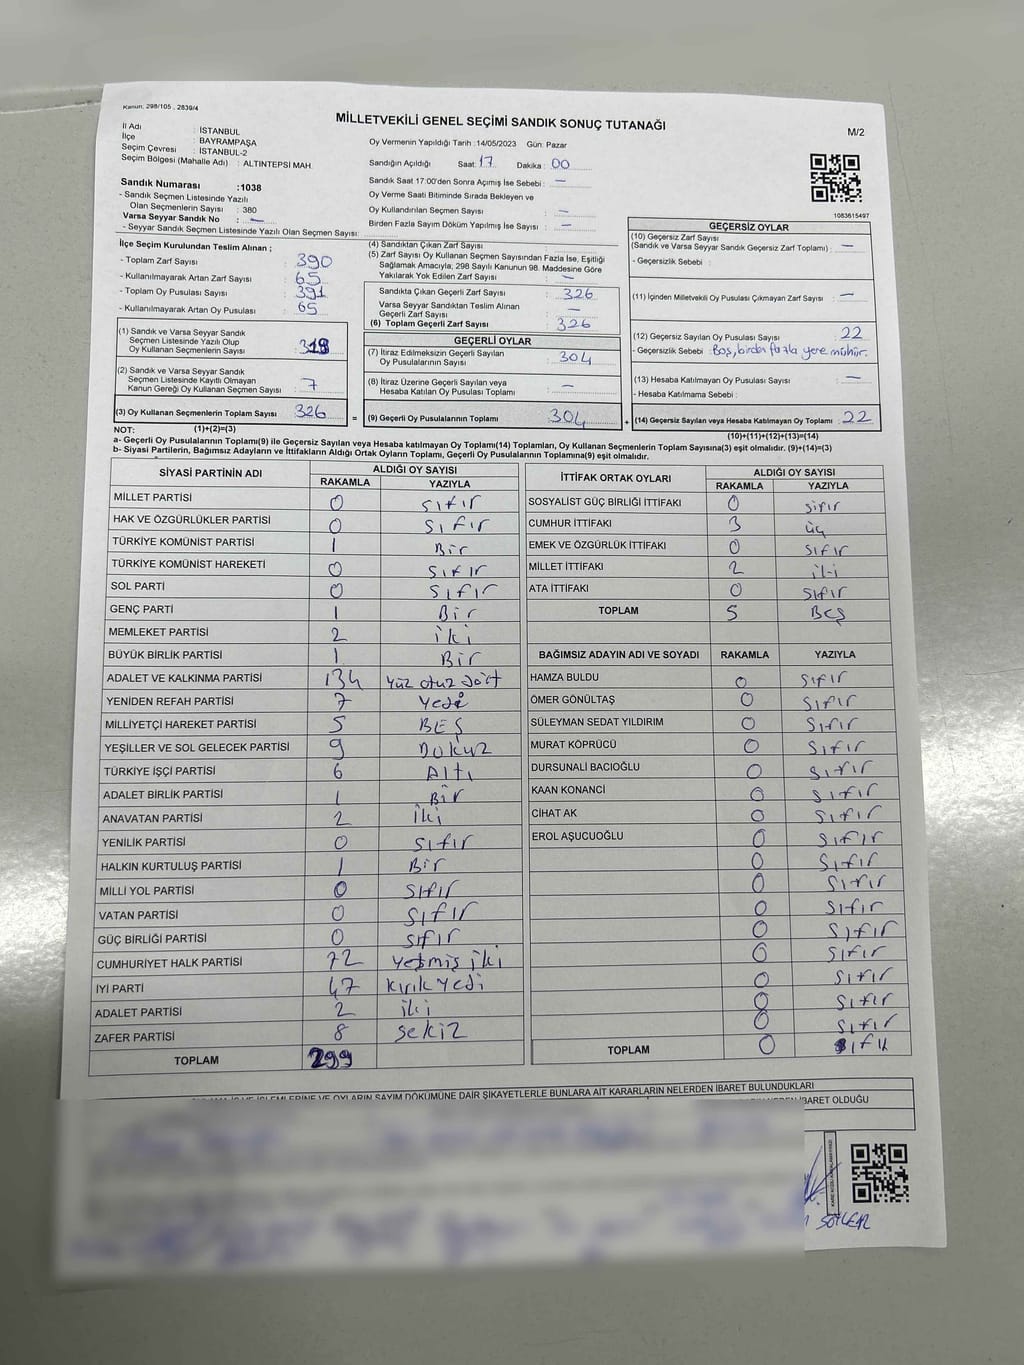 Kanun, 298/105 , 2839/4
MİLLETVEKİLİ GENEL SEÇİMİ SANDIK SONUÇ TUTANAĞI
M/2
İl Adı : İSTANBUL
İlçe : BAYRAMPAŞA
Seçim Çevresi : İSTANBUL-2
Seçim Bölgesi (Mahalle Adı) : ALTINTEPSİ MAH.
Oy Vermenin Yapıldığı Tarih :14/05/2023 Gün: Pazar
Sandığın Açıldığı Saat: 17 Dakika : 00
Sandık Saat 17:00'den Sonra Açılmış İse Sebebi : —
Oy Verme Saati Bitiminde Sırada Bekleyen ve
Oy Kullandırılan Seçmen Sayısı : —
Birden Fazla Sayım Döküm Yapılmış İse Sayısı : —
1083615497
Sandık Numarası :1038
- Sandık Seçmen Listesinde Yazılı
Olan Seçmenlerin Sayısı : 380
Varsa Seyyar Sandık No : —
- Seyyar Sandık Seçmen Listesinde Yazılı Olan Seçmen Sayısı:
İlçe Seçim Kurulundan Teslim Alınan ;
- Toplam Zarf Sayısı : 390
- Kullanılmayarak Artan Zarf Sayısı : 65
- Toplam Oy Pusulası Sayısı : 391
- Kullanılmayarak Artan Oy Pusulası : 65
(1) Sandık ve Varsa Seyyar Sandık
Seçmen Listesinde Yazılı Olup
Oy Kullanan Seçmenlerin Sayısı :
(2) Sandık ve Varsa Seyyar Sandık
Seçmen Listesinde Kayıtlı Olmayan
Kanun Gereği Oy Kullanan Seçmen Sayısı : 7
(3) Oy Kullanan Seçmenlerin Toplam Sayısı : 326
(4) Sandıktan Çıkan Zarf Sayısı :
(5) Zarf Sayısı Oy Kullanan Seçmen Sayısından Fazla İse, Eşitliği
Sağlamak Amacıyla, 298 Sayılı Kanunun 98. Maddesine Göre
Yakılarak Yok Edilen Zarf Sayısı : —
Sandıkta Çıkan Geçerli Zarf Sayısı : 326
Varsa Seyyar Sandıktan Teslim Alınan
Geçerli Zarf Sayısı : —
(6) Toplam Geçerli Zarf Sayısı : 326
GEÇERLİ OYLAR
(7) İtiraz Edilmeksizin Geçerli Sayılan
Oy Pusulalarının Sayısı : 304
(8) İtiraz Üzerine Geçerli Sayılan veya
Hesaba Katılan Oy Pusulası Toplamı : —
= (9) Geçerli Oy Pusulalarının Toplamı : 304
GEÇERSİZ OYLAR
(10) Geçersiz Zarf Sayısı
(Sandık ve Varsa Seyyar Sandık Geçersiz Zarf Toplamı) : —
- Geçersizlik Sebebi :
(11) İçinden Milletvekili Oy Pusulası Çıkmayan Zarf Sayısı : —
(12) Geçersiz Sayılan Oy Pusulası Sayısı : 22
- Geçersizlik Sebebi : Boş, birden fazla yere mühür.
(13) Hesaba Katılmayan Oy Pusulası Sayısı : —
- Hesaba Katılmama Sebebi :
+ (14) Geçersiz Sayılan veya Hesaba Katılmayan Oy Toplamı : 22
NOT: (1)+(2)=(3)
(10)+(11)+(12)+(13)=(14)
a- Geçerli Oy Pusulalarının Toplamı(9) ile Geçersiz Sayılan veya Hesaba katılmayan Oy Toplamı(14) Toplamları, Oy Kullanan Seçmenlerin Toplam Sayısına(3) eşit olmalıdır. (9)+(14)=(3)
b- Siyasi Partilerin, Bağımsız Adayların ve İttifakların Aldığı Ortak Oyların Toplamı, Geçerli Oy Pusulalarının Toplamına(9) eşit olmalıdır.
SİYASİ PARTİNİN ADI ALDIĞI OY SAYISI
RAKAMLA YAZIYLA
MİLLET PARTİSİ 0 Sıfır
HAK VE ÖZGÜRLÜKLER PARTİSİ 0 Sıfır
TÜRKİYE KOMÜNİST PARTİSİ 1 Bir
TÜRKİYE KOMÜNİST HAREKETİ 0 Sıfır
SOL PARTİ 0 Sıfır
GENÇ PARTİ 1 Bir
MEMLEKET PARTİSİ 2 iki
BÜYÜK BİRLİK PARTİSİ 1 Bir
ADALET VE KALKINMA PARTİSİ 134 Yüz otuz dört
YENİDEN REFAH PARTİSİ 7 Yedi
MİLLİYETÇİ HAREKET PARTİSİ 5 BEŞ
YEŞİLLER VE SOL GELECEK PARTİSİ 9 Dokuz
TÜRKİYE İŞÇİ PARTİSİ 6 Altı
ADALET BİRLİK PARTİSİ 1 Bir
ANAVATAN PARTİSİ 2 İki
YENİLİK PARTİSİ 0 Sıfır
HALKIN KURTULUŞ PARTİSİ 1 Bir
MİLLİ YOL PARTİSİ 0 Sıfır
VATAN PARTİSİ 0 Sıfır
GÜÇ BİRLİĞİ PARTİSİ 0 Sıfır
CUMHURİYET HALK PARTİSİ 72 Yetmiş iki
İYİ PARTİ 47 Kırık Yedi
ADALET PARTİSİ 2 iki
ZAFER PARTİSİ 8 Sekiz
TOPLAM 299
İTTİFAK ORTAK OYLARI ALDIĞI OY SAYISI
RAKAMLA YAZIYLA
SOSYALİST GÜÇ BİRLİĞİ İTTİFAKI 0 Sıfır
CUMHUR İTTİFAKI 3 üç
EMEK VE ÖZGÜRLÜK İTTİFAKI 0 Sıfır
MİLLET İTTİFAKI 2 iki
ATA İTTİFAKI 0 Sıfır
TOPLAM 5 Beş
BAĞIMSIZ ADAYIN ADI VE SOYADI RAKAMLA YAZIYLA
HAMZA BULDU 0 Sıfır
ÖMER GÖNÜLTAŞ 0 Sıfır
SÜLEYMAN SEDAT YILDIRIM 0 Sıfır
MURAT KÖPRÜCÜ 0 Sıfır
DURSUNALİ BACIOĞLU 0 Sıfır
KAAN KONANCİ 0 Sıfır
CİHAT AK 0 Sıfır
EROL AŞUCUOĞLU 0 Sıfır
0 Sıfır
0 Sıfır
0 Sıfır
0 Sıfır
0 Sıfır
0 Sıfır
0 Sıfır
0 Sıfır
TOPLAM 0 Sıfır
İŞLEMLERİNE VE OYLARIN SAYIM DÖKÜMÜNE DAİR ŞİKAYETLERLE BUNLARA AİT KARARLARIN NELERDEN İBARET BULUNDUKLARI
NEDEN İBARET OLDUĞU